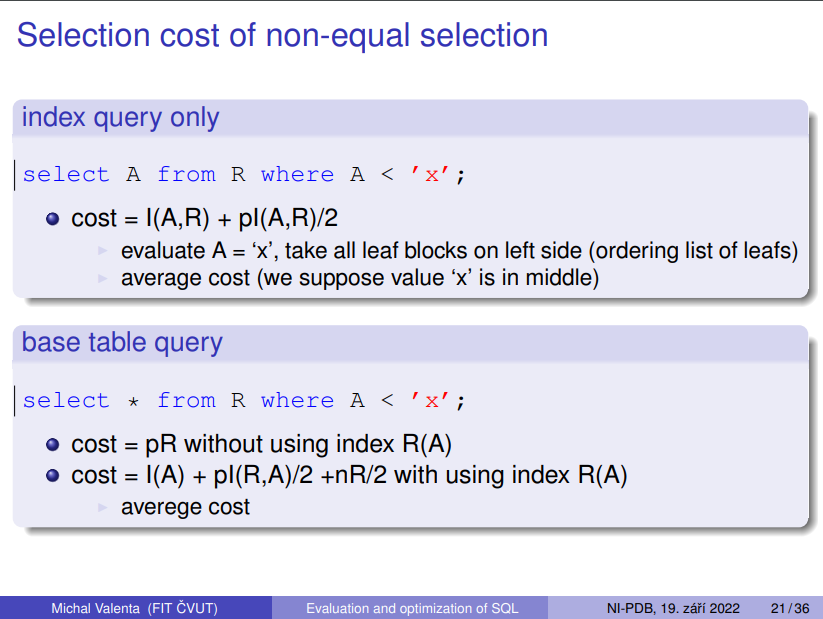 Selection cost of non-equal selection
index query only
select A from R where A < 'x';
cost = I(A,R) + pI(A,R)/2
evaluate A = ‘x’, take all leaf blocks on left side (ordering list of leafs)
average cost (we suppose value ‘x’ is in middle)
base table query
select * from R where A < 'x';
cost = pR without using index R(A)
cost = I(A) + pI(R,A)/2 +nR/2 with using index R(A)
averege cost
Michal Valenta (FIT ČVUT) Evaluation and optimization of SQL NI-PDB, 19. září 2022 21 / 36